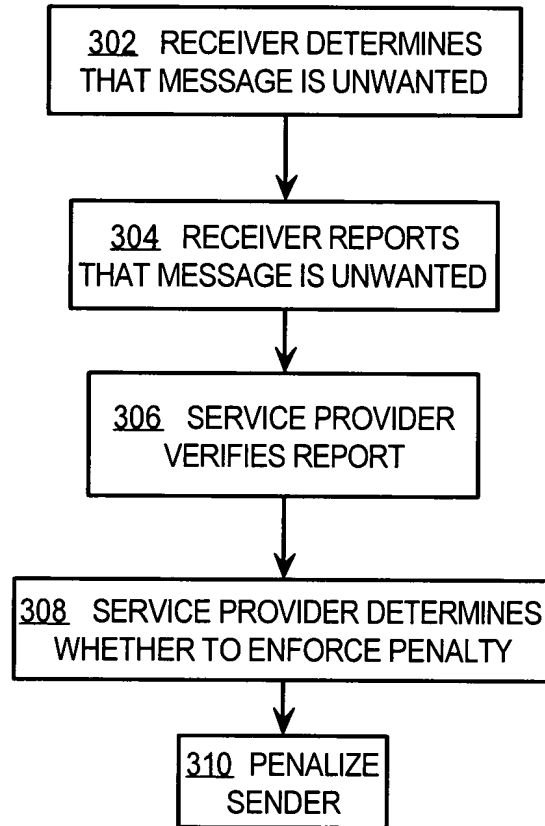 302 RECEIVER DETERMINES
THAT MESSAGE IS UNWANTED
304 RECEIVER REPORTS
THAT MESSAGE IS UNWANTED
306 SERVICE PROVIDER
VERIFIES REPORT
308 SERVICE PROVIDER DETERMINES
WHETHER TO ENFORCE PENALTY
310 PENALIZE
SENDER